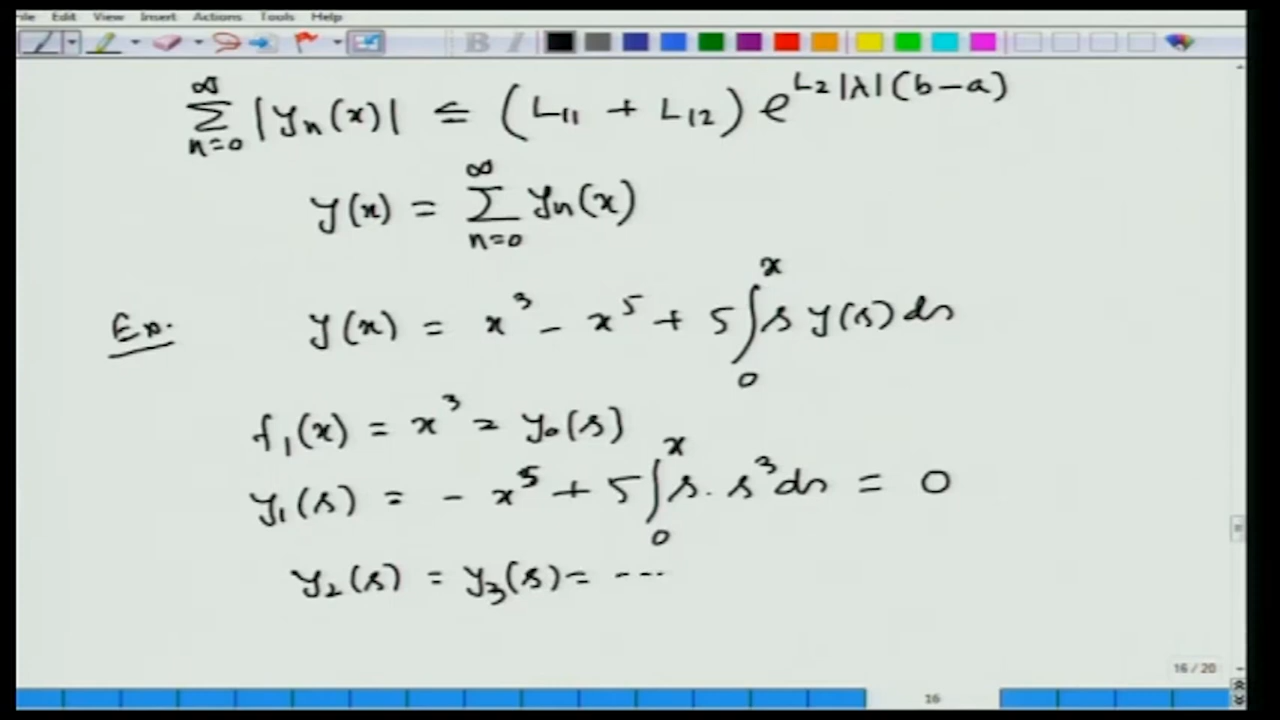 File Edit View Insert Actions Tools Help
B I
∑_{n=0}^{∞} |y_n(x)| ≤ (L_{11} + L_{12}) e^{L_2|λ|(b-a)}
y(x) = ∑_{n=0}^{∞} y_n(x)
Ex. y(x) = x^3 - x^5 + 5∫_0^x s y(s) ds
f_1(x) = x^3 = y_0(s)
y_1(s) = - x^5 + 5∫_0^x s. s^3 ds = 0
y_2(s) = y_3(s) = ----
16 / 20
16